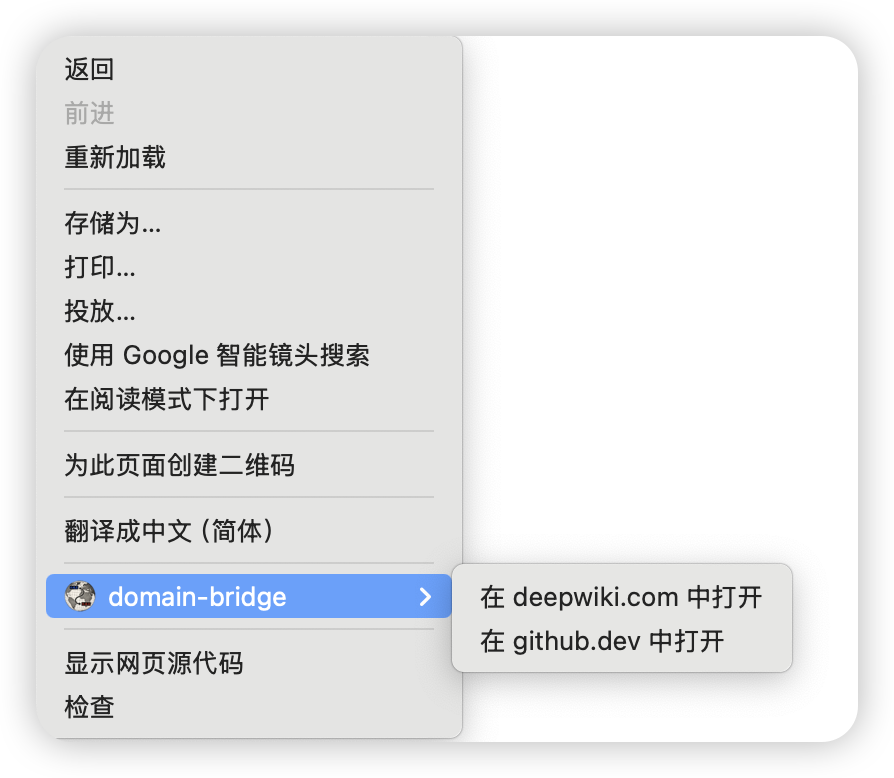 返回
前进
重新加载
存储为...
打印...
投放...
使用 Google 智能镜头搜索
在阅读模式下打开
为此页面创建二维码
翻译成中文 (简体)
domain-bridge
在 deepwiki.com 中打开
在 github.dev 中打开
显示网页源代码
检查